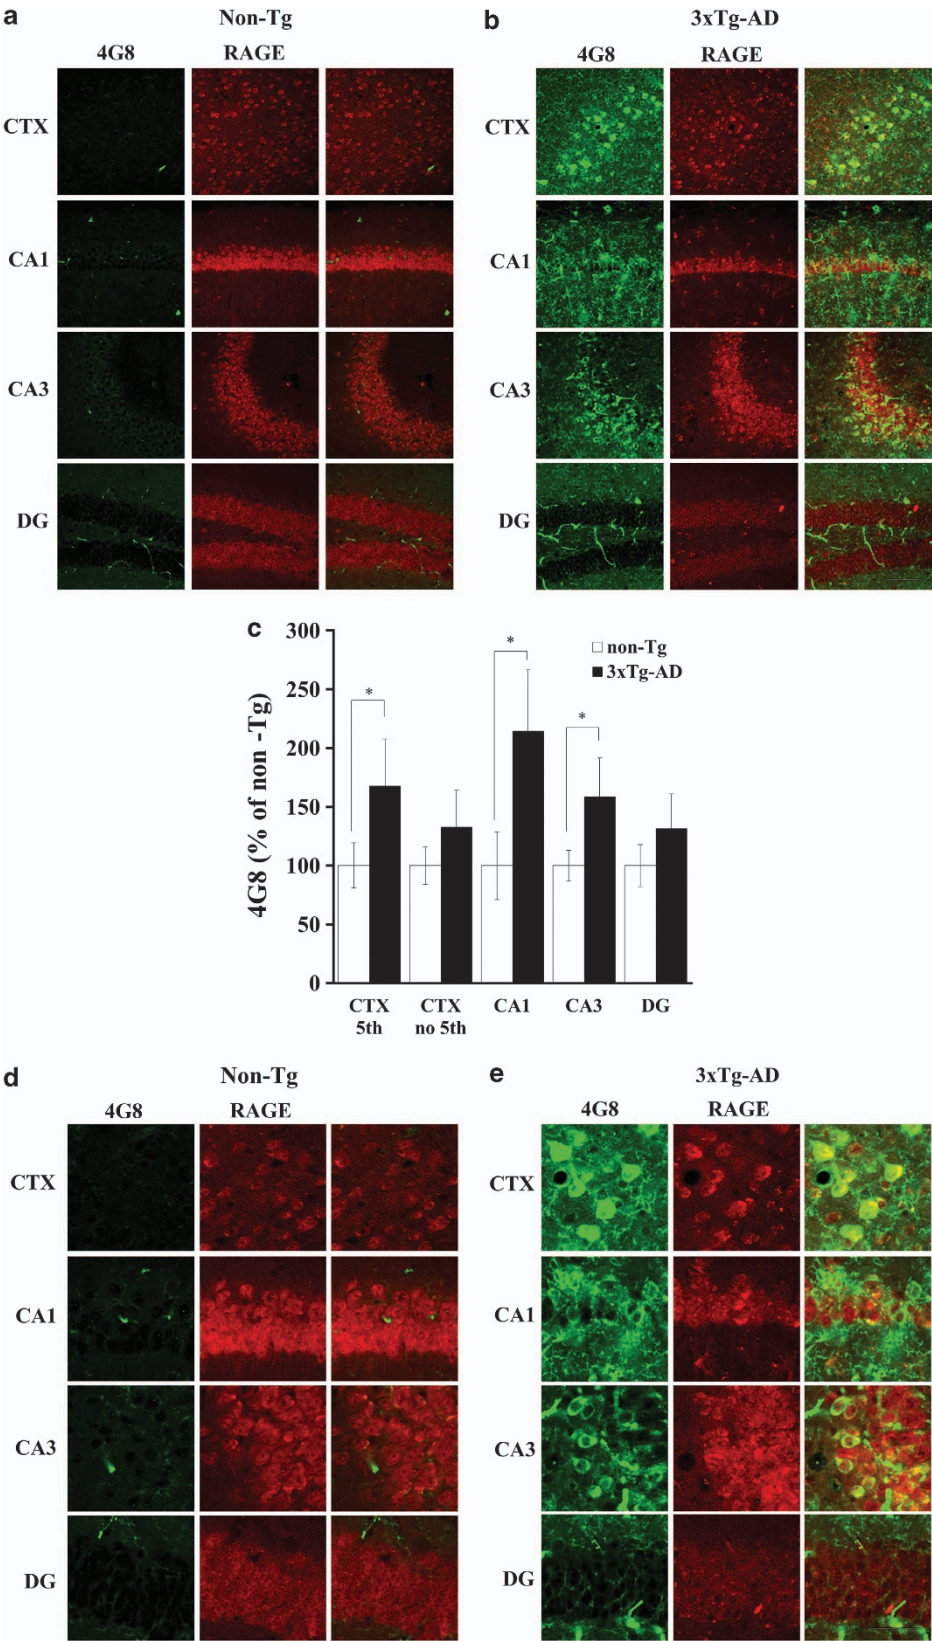 a Non-Tg
4G8 RAGE
CTX
CA1
CA3
DG
b 3xTg-AD
4G8 RAGE
CTX
CA1
CA3
DG
c
4G8 (% of non -Tg)
300
250
200
150
100
50
0
*
*
*
non-Tg
3xTg-AD
CTX 5th
CTX no 5th
CA1
CA3
DG
d Non-Tg
4G8 RAGE
CTX
CA1
CA3
DG
e 3xTg-AD
4G8 RAGE
CTX
CA1
CA3
DG